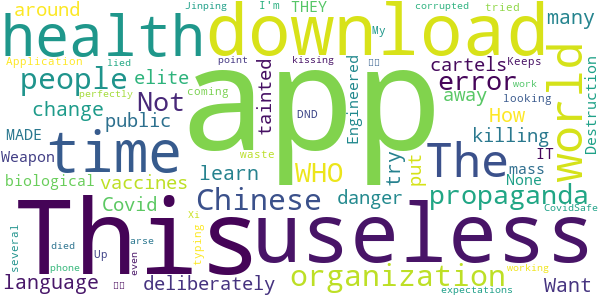 around Jinping I'm THEY corrupted tried My many
Application lied point kissing Keeps
health download world
people elite tainted DND Engineered cartels error away
Not coming looking
change public perfectly How Destruction
MADE time killing work IT
Weapon learn WHO try put The mass
biological vaccines waste None
Covid Chinese danger propaganda CovidSafe
app
This useless
several died Up arse Xi typing working
language phone even deliberately organization expectations Want